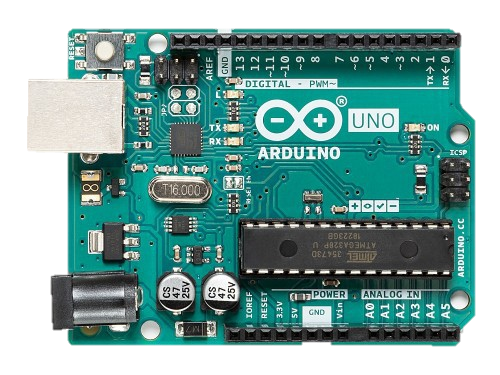 RESET
AREF
GND
13
12
~11
~10
~9
8
7
~6
~5
4
~3
2
TX→1
RX←0
DIGITAL - PWM~
L
TX
RX
®
UNO
ON
ARDUINO
ICSP
T16.000
ATMEL
ATMEGA328P U
ARDUINO.CC
CS
47
25V
CS
47
25V
IOREF
RESET
3.3V
5V
GND
Vin
POWER
ANALOG IN
A0
A1
A2
A3
A4
A5